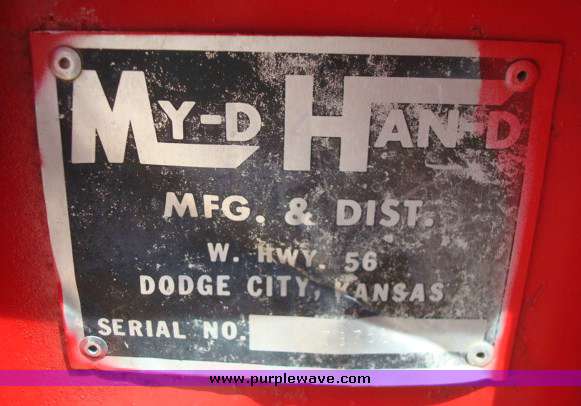 MY-D HAN-D
MFG. & DIST.
W. HWY. 56
DODGE CITY, KANSAS
SERIAL NO.
www.purplewave.com